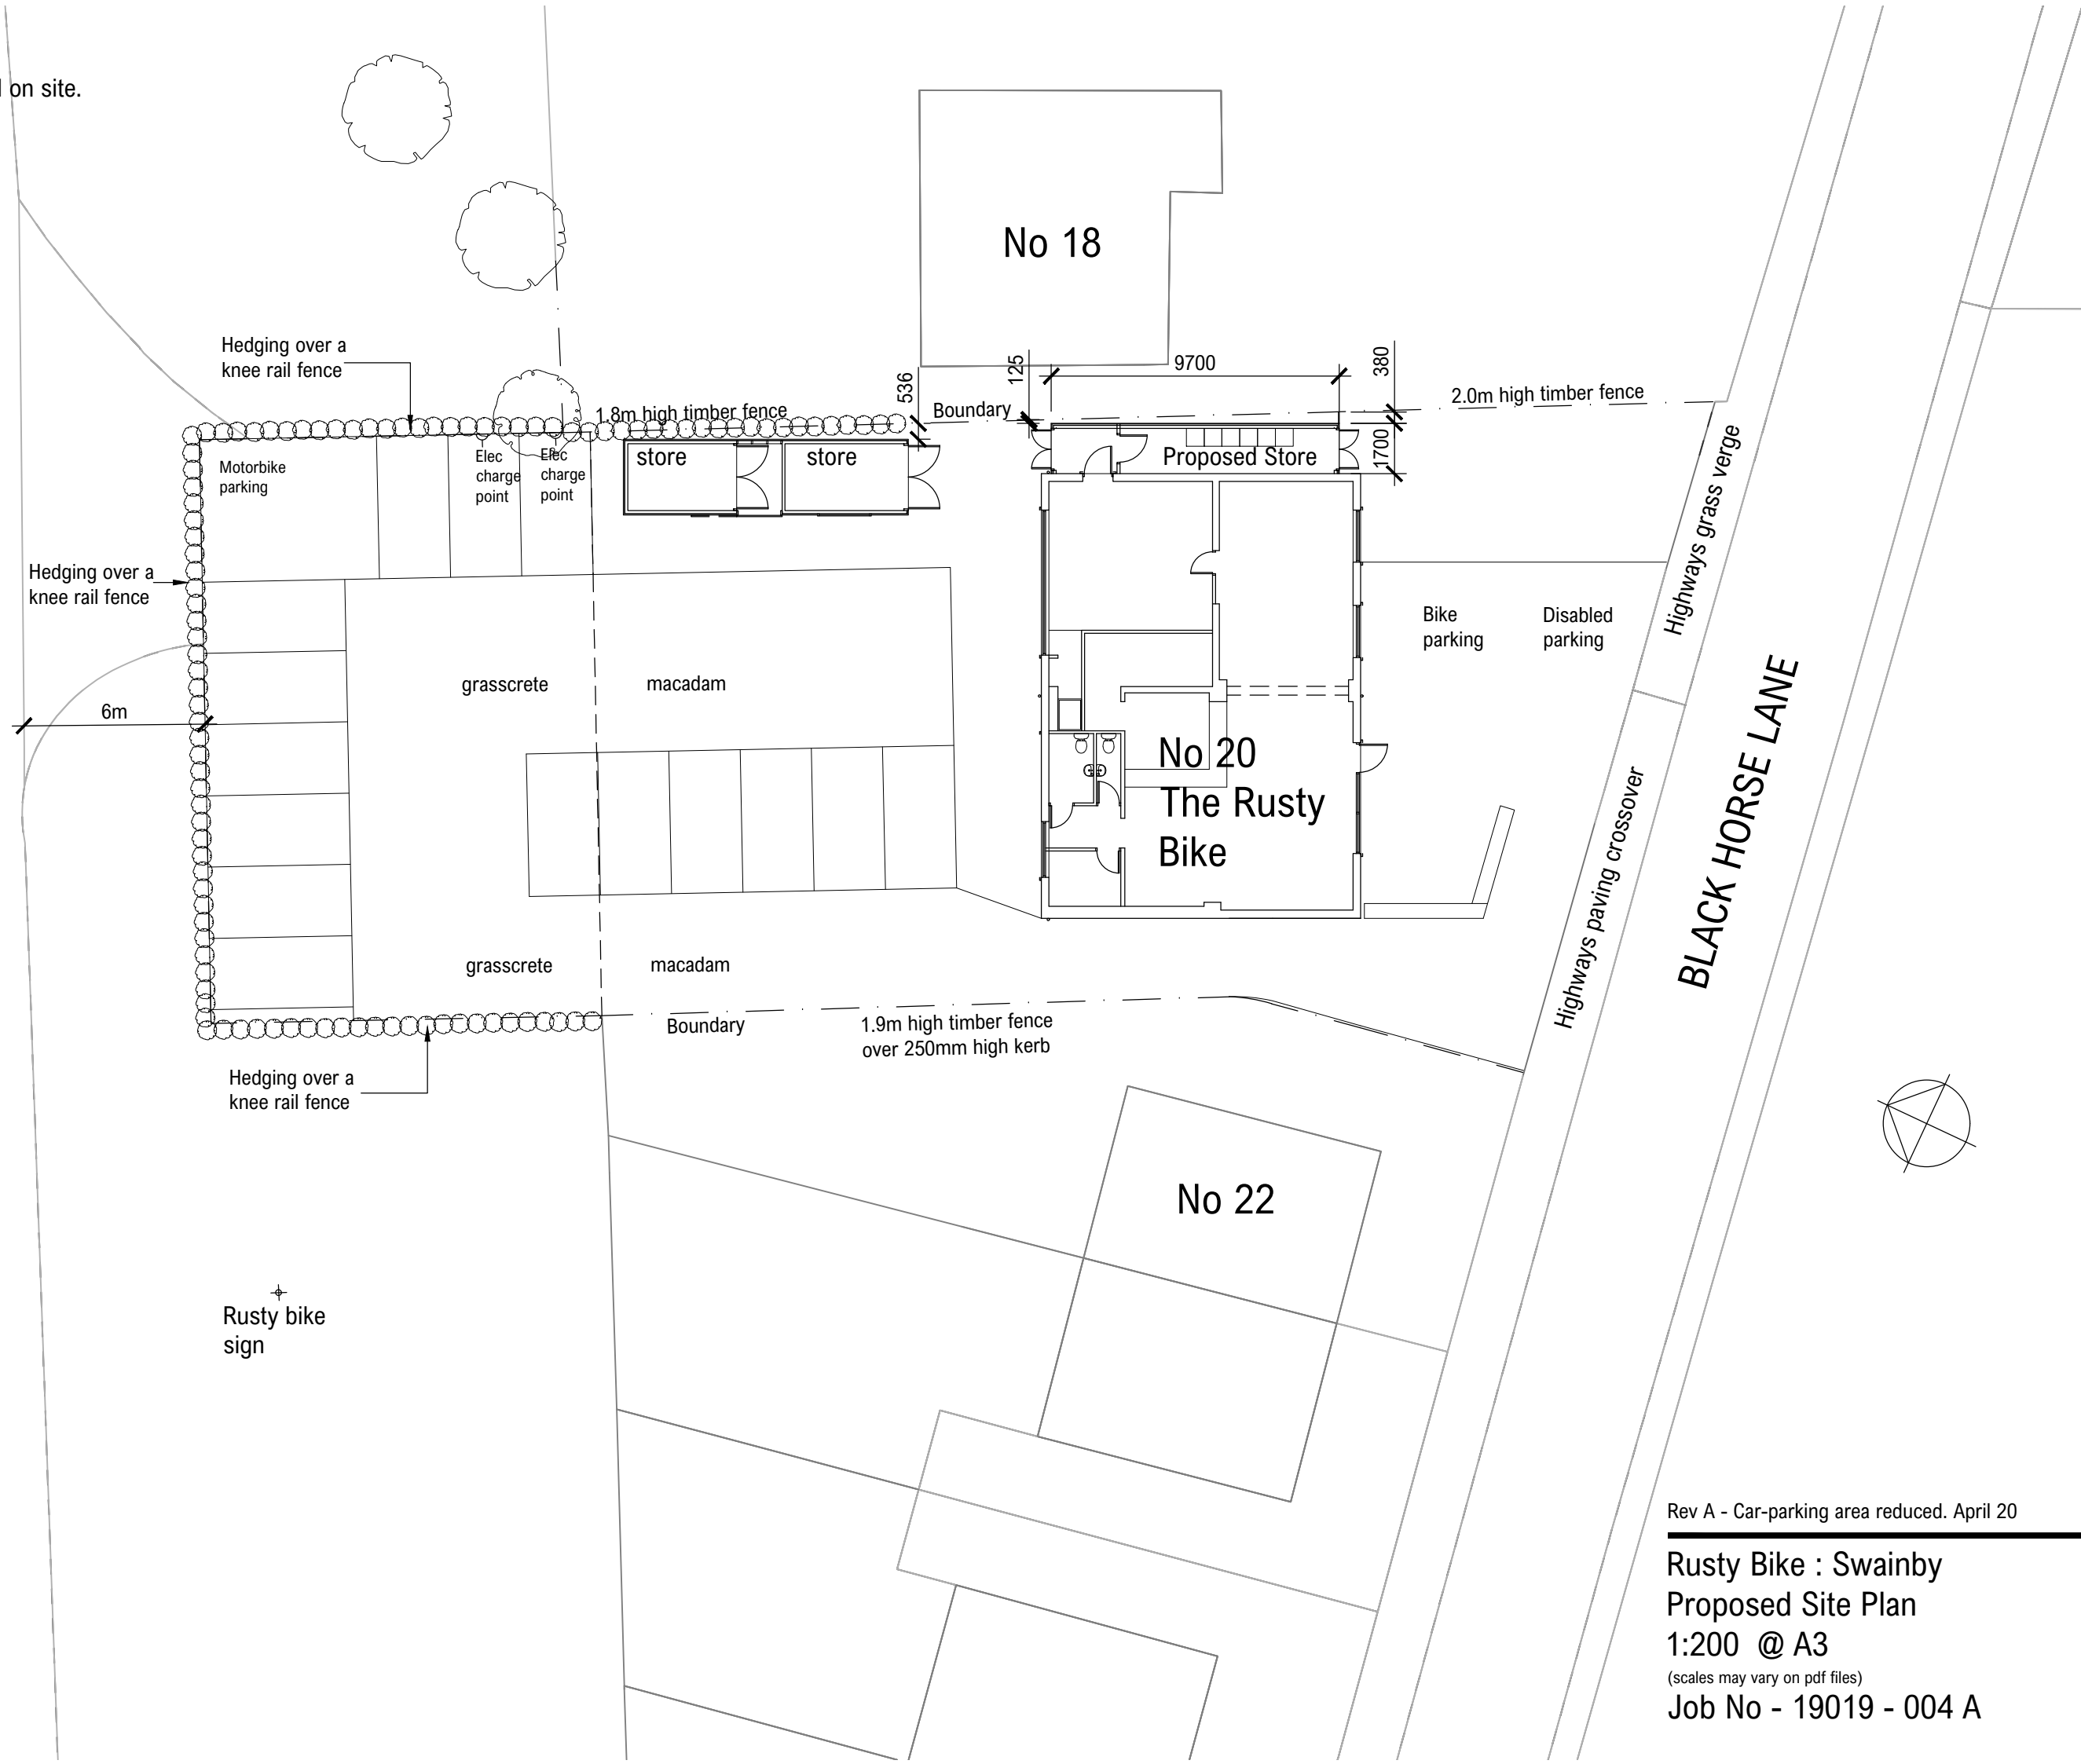 on site.
No 18
Hedging over a
knee rail fence
536
125
9700
380
1700
1.8m high timber fence
Boundary
2.0m high timber fence
Motorbike
parking
Elec
charge
point
Elec
charge
point
store
store
Proposed Store
Highways grass verge
Hedging over a
knee rail fence
Bike
parking
Disabled
parking
6m
grasscrete
macadam
No 20
The Rusty
Bike
BLACK HORSE LANE
Highways paving crossover
grasscrete
macadam
Boundary
1.9m high timber fence
over 250mm high kerb
Hedging over a
knee rail fence
No 22
Rusty bike
sign
Rev A - Car-parking area reduced. April 20
Rusty Bike : Swainby
Proposed Site Plan
1:200 @ A3
(scales may vary on pdf files)
Job No - 19019 - 004 A